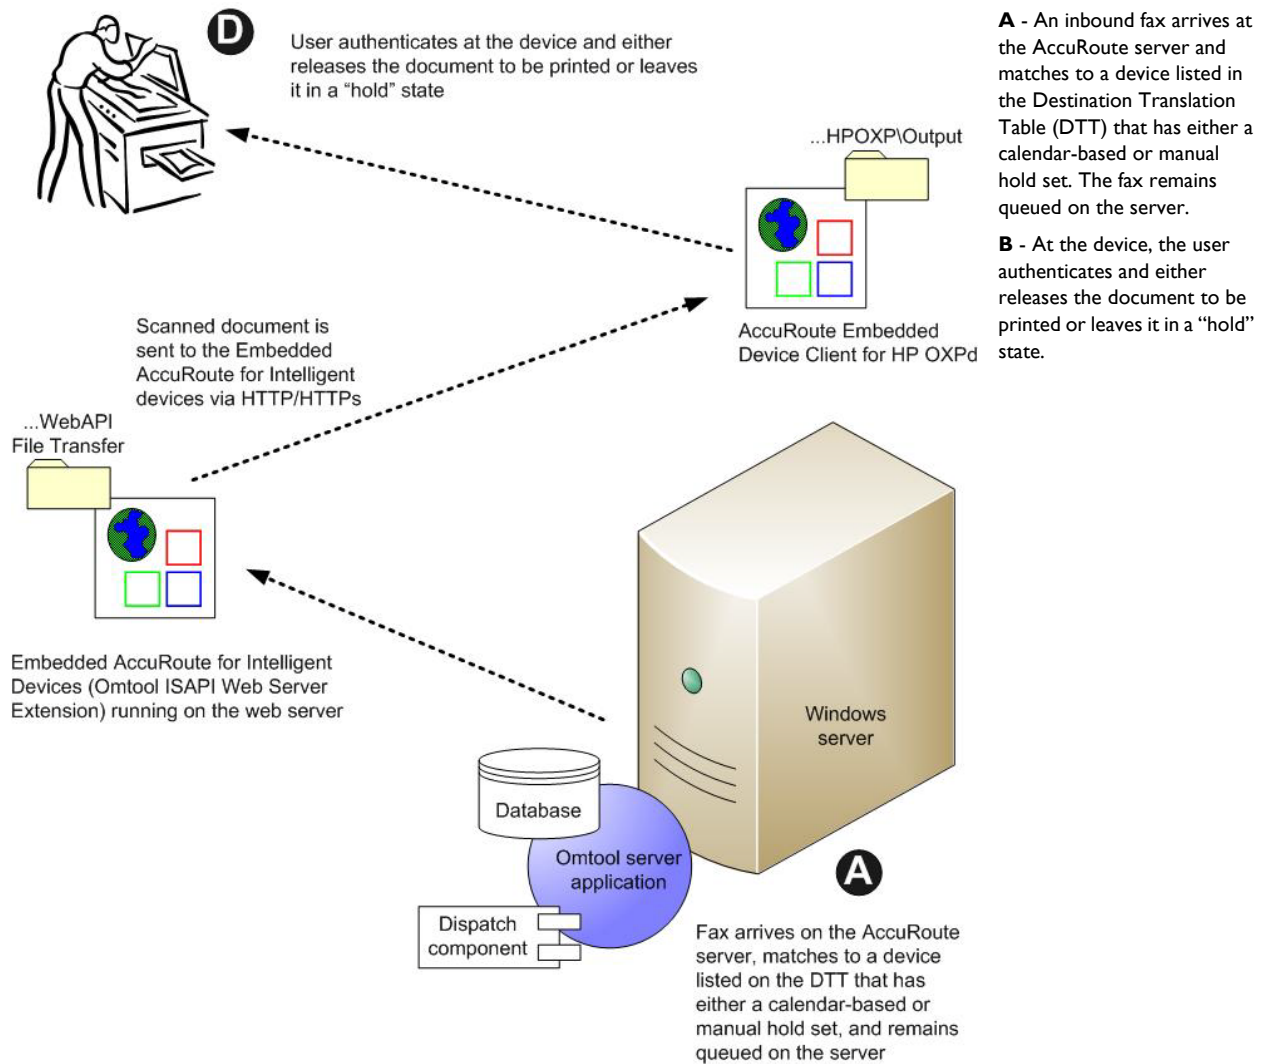 D
User authenticates at the device and either
releases the document to be printed or leaves
it in a “hold” state
...HPOXP\Output
AccuRoute Embedded
Device Client for HP OXPd
Scanned document is
sent to the Embedded
AccuRoute for Intelligent
devices via HTTP/HTTPs
...WebAPI
File Transfer
Embedded AccuRoute for Intelligent
Devices (Omtool ISAPI Web Server
Extension) running on the web server
Windows
server
Database
Omtool server
application
Dispatch
component
A
Fax arrives on the AccuRoute
server, matches to a device
listed on the DTT that has
either a calendar-based or
manual hold set, and remains
queued on the server
A - An inbound fax arrives at
the AccuRoute server and
matches to a device listed in
the Destination Translation
Table (DTT) that has either a
calendar-based or manual
hold set. The fax remains
queued on the server.
B - At the device, the user
authenticates and either
releases the document to be
printed or leaves it in a “hold”
state.